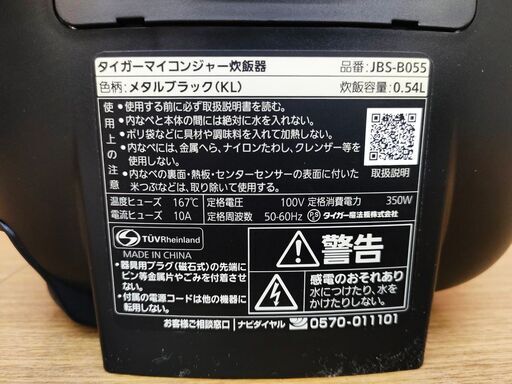 タイガーマイコンジャー炊飯器 品番:JBS-B055
色柄:メタルブラック(KL) 炊飯容量:0.54L
使用上の注意
•使用する前に必ず取扱説明書を読む。
•内なべと本体の間には絶対に水を入れない。
•ポリ袋などに具材や調味料を入れて加熱しない。
•内なべには、金属へら、ナイロンたわし、クレンザー等を
使用しない。
•内なべの裏面・熱板・センターセンサーの表面に付いた
米つぶなどは、取り除いて使用する。
取扱説明
温度ヒューズ 167℃ 定格電圧 100V 定格消費電力 350W
電流ヒューズ 10A 定格周波数 50-60Hz PSE タイガー魔法瓶株式会社
TÜVRheinland
MADE IN CHINA
•器具用プラグ(磁石式)の先端に
ピン等金属片やごみを付着させ
ない。
•付属の電源コードは他の機器に
転用しない。
警告
感電のおそれあり
水につけたり、水を
かけたりしない。
お客様ご相談窓口 ナビダイヤル 0570-011101